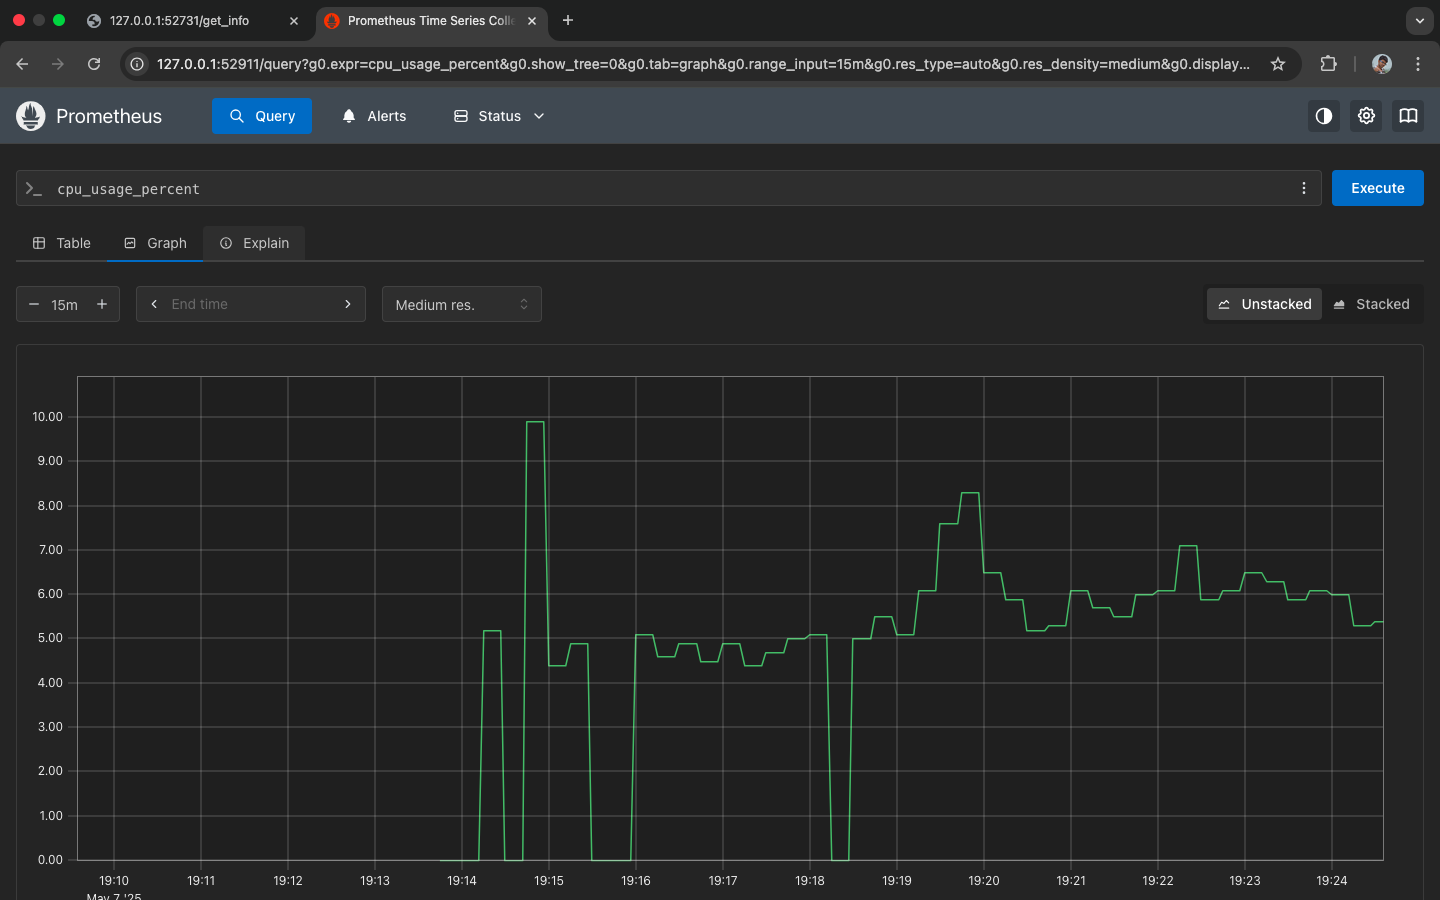 127.0.0.1:52731/get_info
Prometheus Time Series Colle
127.0.0.1:52911/query?g0.expr=cpu_usage_percent&g0.show_tree=0&g0.tab=graph&g0.range_input=15m&g0.res_type=auto&g0.res_density=medium&g0.display...
Prometheus
Query
Alerts
Status
cpu_usage_percent
Execute
Table
Graph
Explain
15m
End time
Medium res.
Unstacked
Stacked
10.00
9.00
8.00
7.00
6.00
5.00
4.00
3.00
2.00
1.00
0.00
19:10
19:11
19:12
19:13
19:14
19:15
19:16
19:17
19:18
19:19
19:20
19:21
19:22
19:23
19:24
May 7 '25